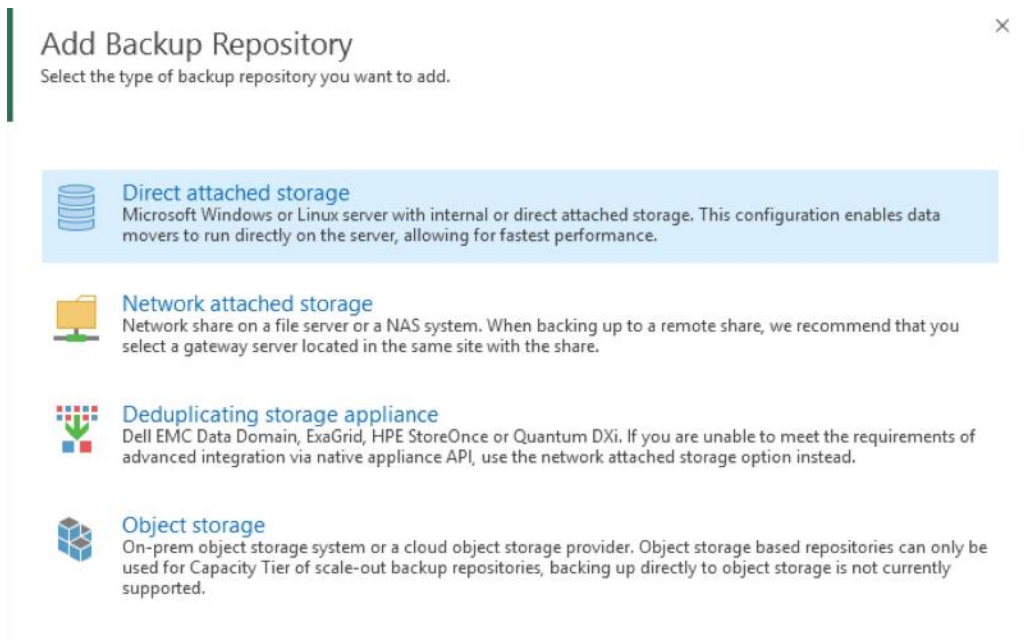 Add Backup Repository
Select the type of backup repository you want to add.
Direct attached storage
Microsoft Windows or Linux server with internal or direct attached storage. This configuration enables data
movers to run directly on the server, allowing for fastest performance.
Network attached storage
Network share on a file server or a NAS system. When backing up to a remote share, we recommend that you
select a gateway server located in the same site with the share.
Deduplicating storage appliance
Dell EMC Data Domain, ExaGrid, HPE StoreOnce or Quantum DXi. If you are unable to meet the requirements of
advanced integration via native appliance API, use the network attached storage option instead.
Object storage
On-prem object storage system or a cloud object storage provider. Object storage based repositories can only be
used for Capacity Tier of scale-out backup repositories, backing up directly to object storage is not currently
supported.